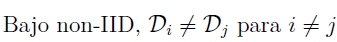 Bajo non-IID, 𝒟ᵢ ≠ 𝒟ⱼ para i ≠ j